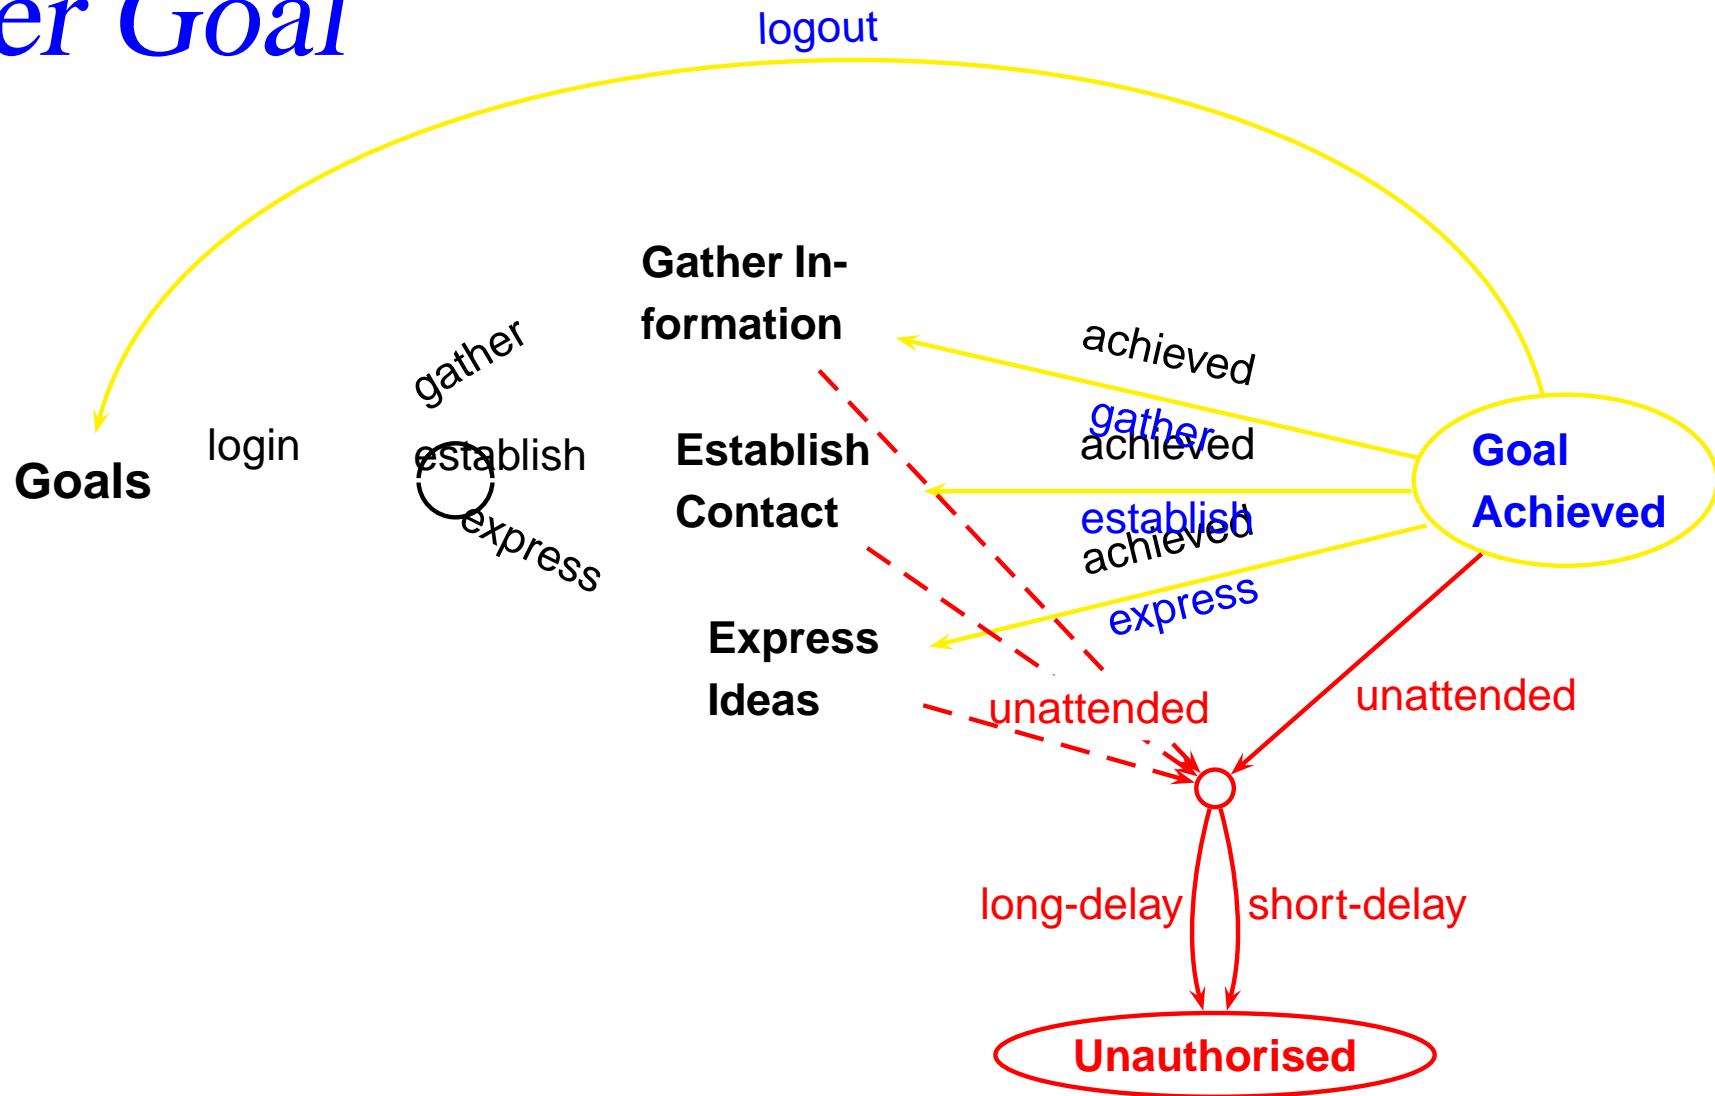 er Goal
logout
Gather In-
formation
gather
achieved
gather
login
establish
Establish
Contact
achieved
establish
Goal
Achieved
Goals
express
achieved
express
Express
Ideas
unattended
unattended
long-delay
short-delay
Unauthorised